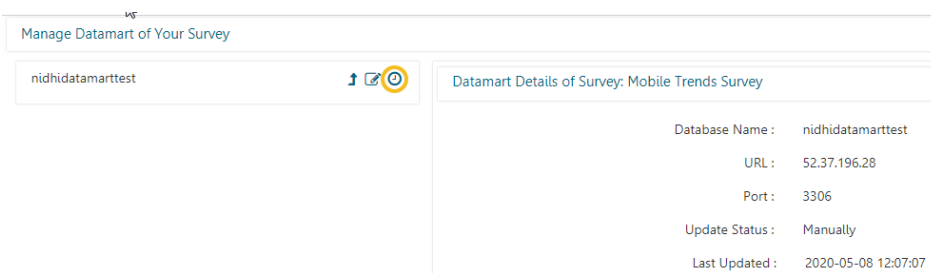 Manage Datamart of Your Survey
nidhidatamarttest
Datamart Details of Survey: Mobile Trends Survey
Database Name : nidhidatamarttest
URL : 52.37.196.28
Port : 3306
Update Status : Manually
Last Updated : 2020-05-08 12:07:07